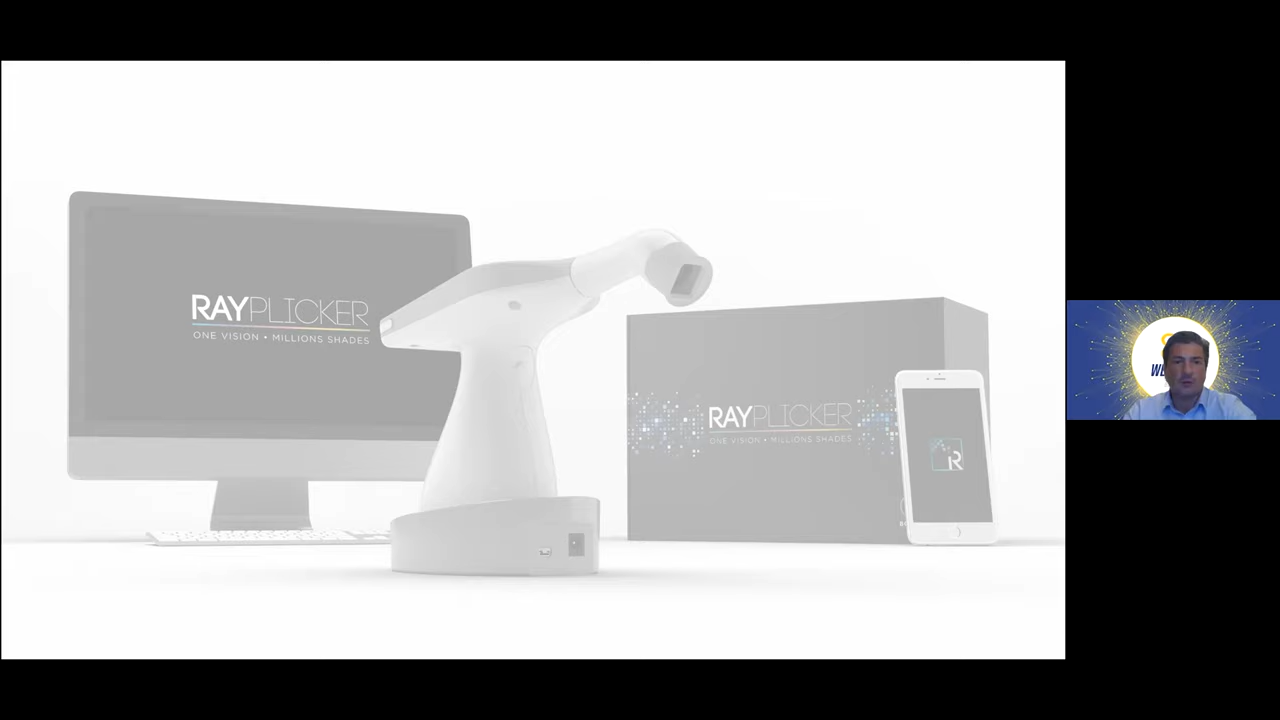 RAYPLICKER
ONE VISION • MILLIONS SHADES
RAYPLICKER
ONE VISION • MILLIONS SHADES
R